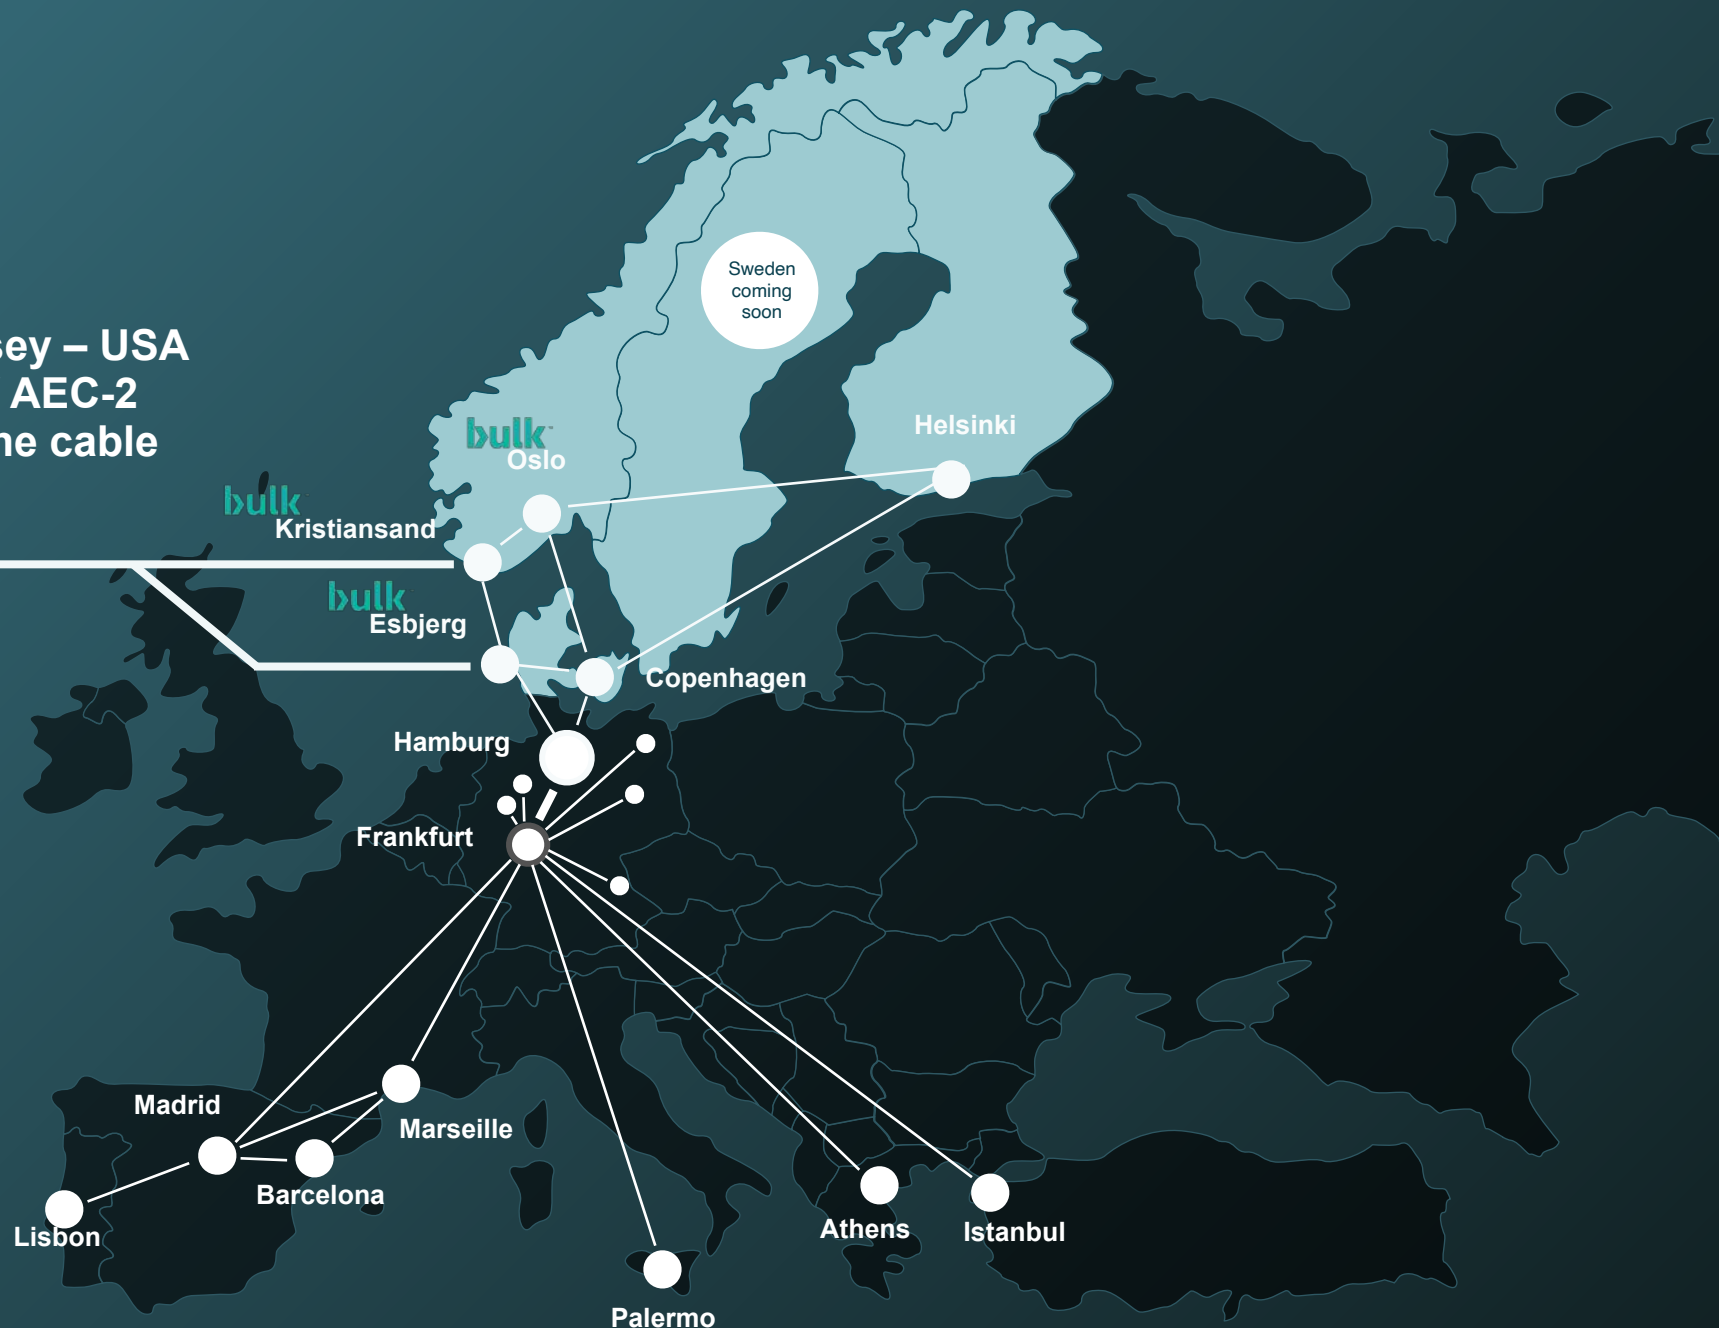 Sweden
coming
soon
sey – USA
AEC-2
ne cable
bulk
Oslo
Helsinki
bulk
Kristiansand
bulk
Esbjerg
Copenhagen
Hamburg
Frankfurt
Madrid
Marseille
Barcelona
Lisbon
Athens
Istanbul
Palermo